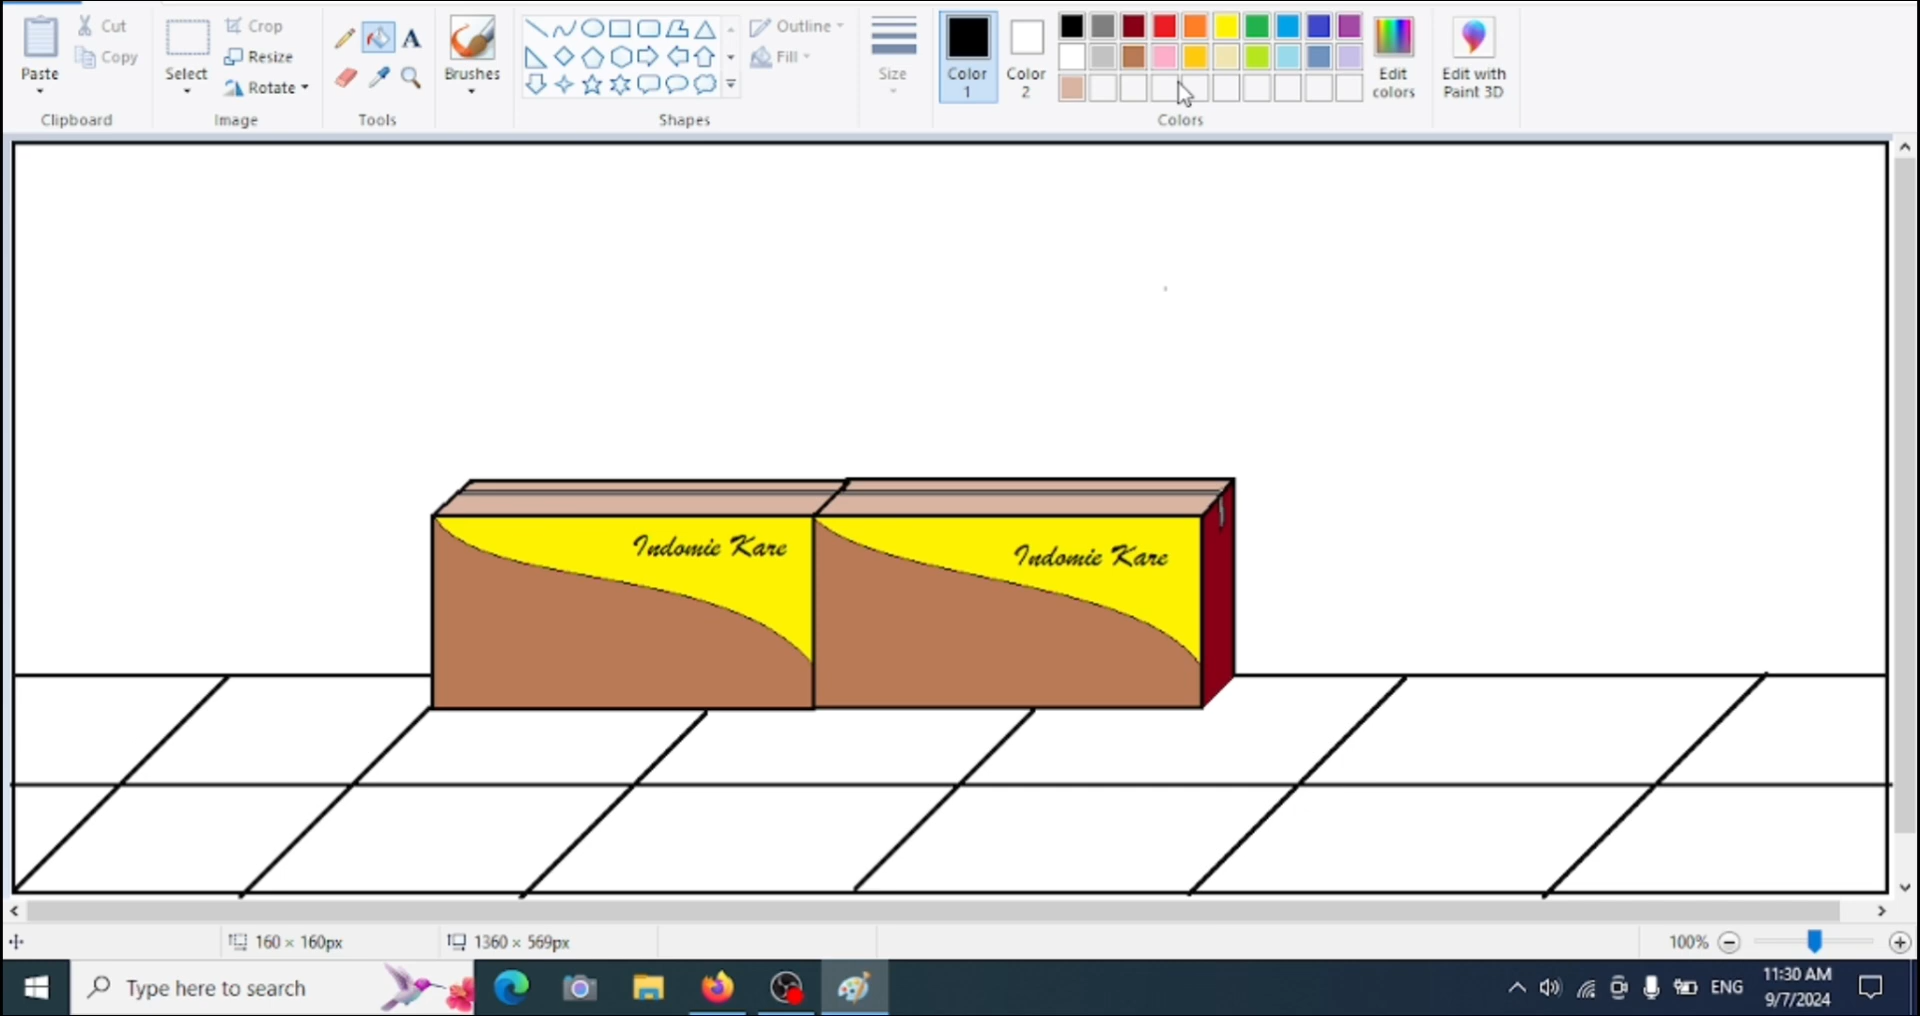 Paste
Cut
Copy
Clipboard
Select
Crop
Resize
Rotate
Image
A
Tools
Brushes
Shapes
Outline
Fill
Size
Color
1
Color
2
Colors
Edit
colors
Edit with
Paint 3D
Indomie Kare
Indomie Kare
160 × 160px
1360 × 569px
100%
Type here to search
ENG
11:30 AM
9/7/2024